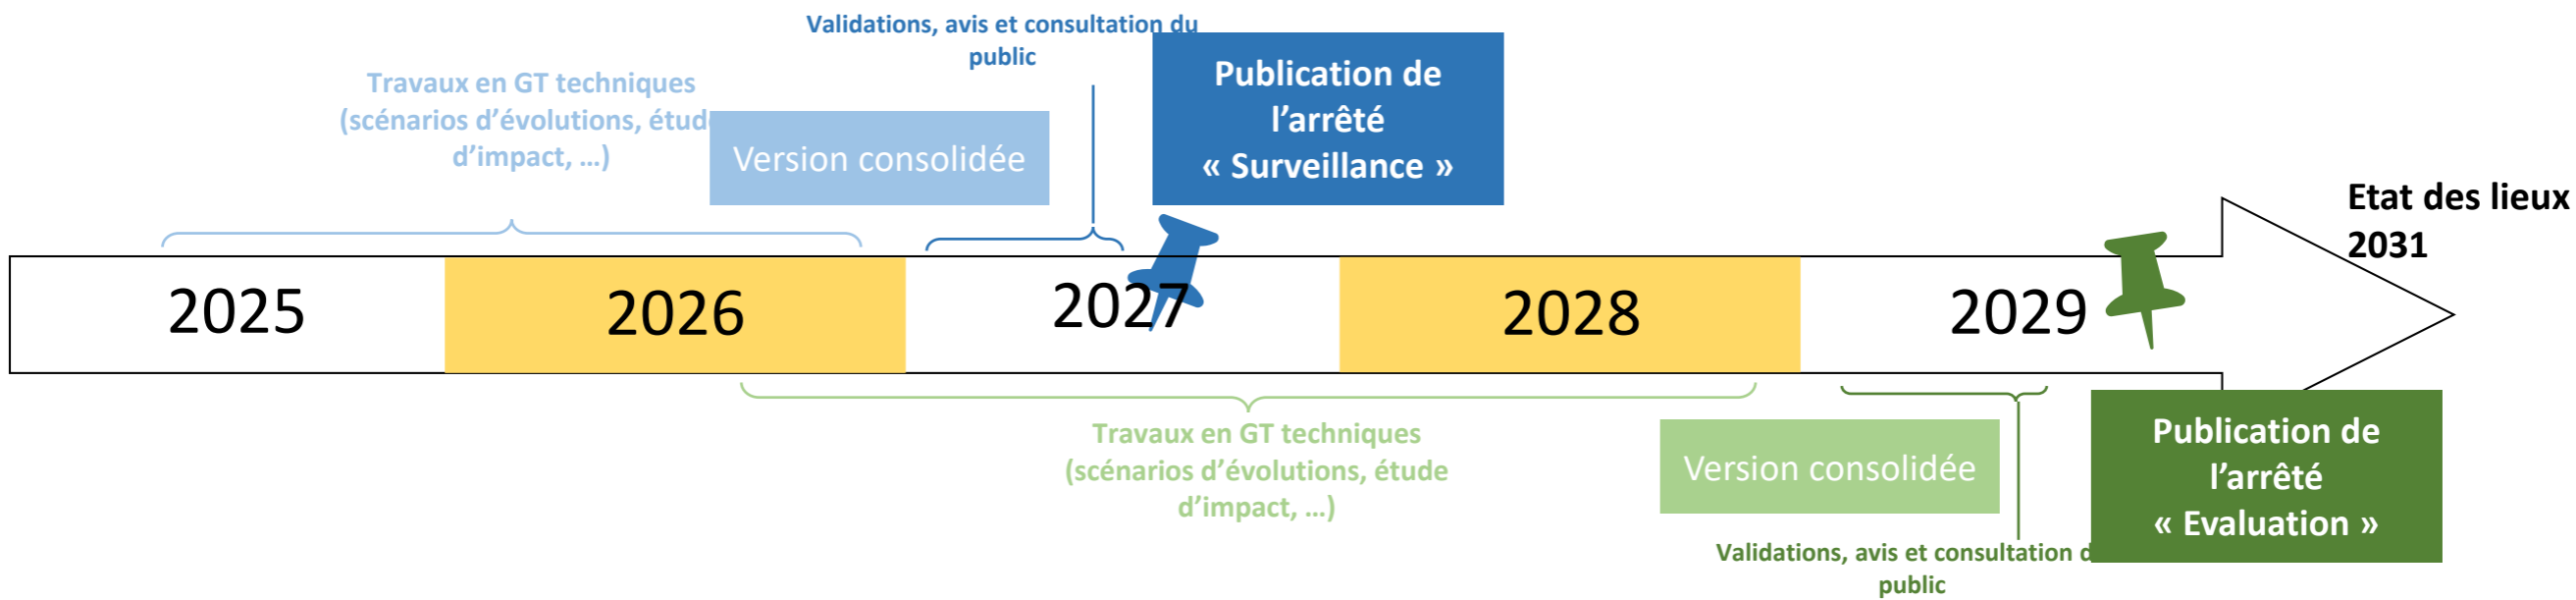 Validations, avis et consultation du
public
Travaux en GT techniques
(scénarios d'évolutions, étude
d'impact, …)
Version consolidée
Publication de
l'arrêté
« Surveillance »
Etat des lieux
2031
2025
2026
2027
2028
2029
Travaux en GT techniques
(scénarios d'évolutions, étude
d'impact, …)
Version consolidée
Publication de
l'arrêté
« Evaluation »
Validations, avis et consultation d
public